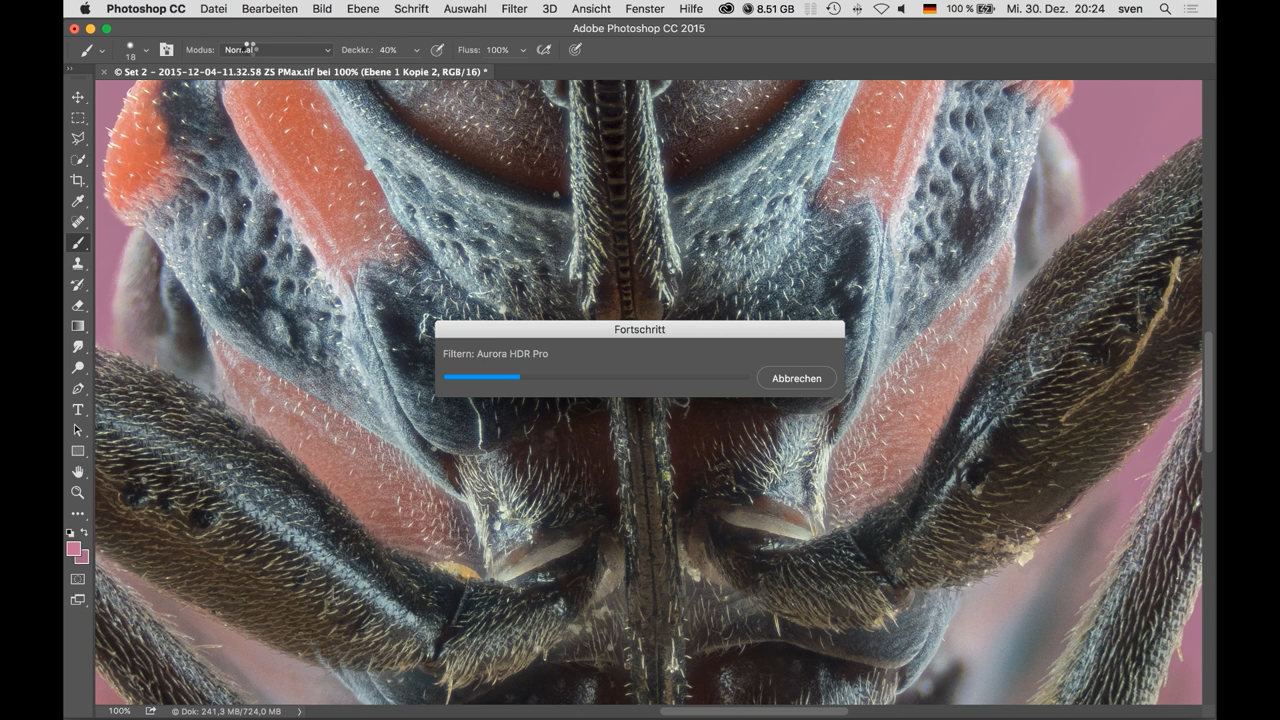 Photoshop CC Datei Bearbeiten Bild Ebene Schrift Auswahl Filter 3D Ansicht Fenster Hilfe 8.51 GB 100 % Mi. 30. Dez. 20:24 sven
Adobe Photoshop CC 2015
18 Modus: Normal Deckkr.: 40% Fluss: 100%
© Set 2 - 2015-12-04-11.32.58 ZS PMax.tif bei 100% (Ebene 1 Kopie 2, RGB/16) *
Fortschritt
Filtern: Aurora HDR Pro
Abbrechen
100% © Dok: 241,3 MB/724,0 MB